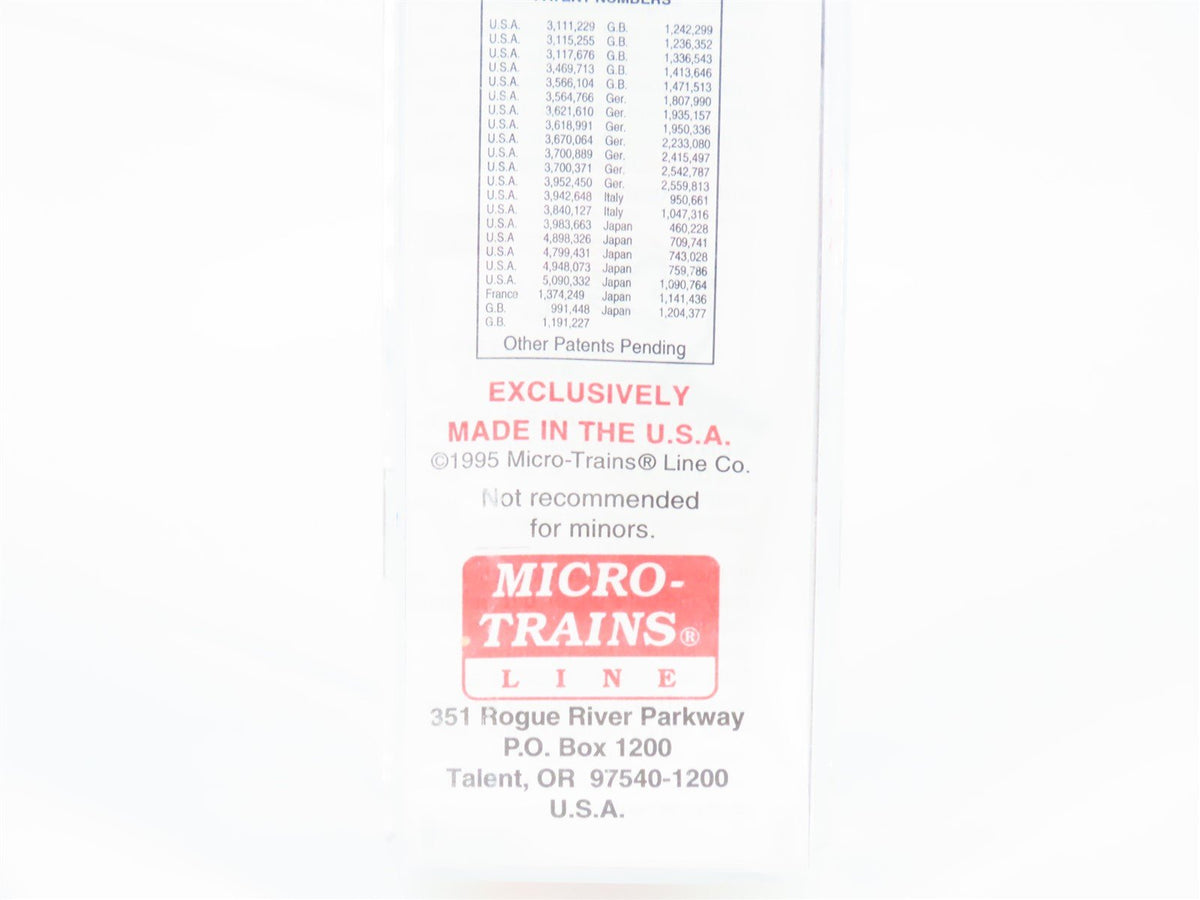 PATENT NUMBERS
U.S.A. 3,111,229 G.B. 1,242,299
U.S.A. 3,115,255 G.B. 1,236,352
U.S.A. 3,117,676 G.B. 1,336,543
U.S.A. 3,469,713 G.B. 1,413,646
U.S.A. 3,566,104 G.B. 1,471,513
U.S.A. 3,564,766 Ger. 1,807,990
U.S.A. 3,621,610 Ger. 1,935,157
U.S.A. 3,618,991 Ger. 1,950,336
U.S.A. 3,670,064 Ger. 2,233,080
U.S.A. 3,700,889 Ger. 2,415,497
U.S.A. 3,700,371 Ger. 2,542,787
U.S.A. 3,952,450 Ger. 2,559,813
U.S.A. 3,942,648 Italy 950,661
U.S.A. 3,840,127 Italy 1,047,316
U.S.A. 3,983,663 Japan 460,228
U.S.A 4,898,326 Japan 709,741
U.S.A 4,799,431 Japan 743,028
U.S.A. 4,948,073 Japan 759,786
U.S.A. 5,090,332 Japan 1,090,764
France 1,374,249 Japan 1,141,436
G.B. 991,448 Japan 1,204,377
G.B. 1,191,227
Other Patents Pending
EXCLUSIVELY
MADE IN THE U.S.A.
©1995 Micro-Trains® Line Co.
Not recommended
for minors.
MICRO-
TRAINS®
LINE
351 Rogue River Parkway
P.O. Box 1200
Talent, OR 97540-1200
U.S.A.